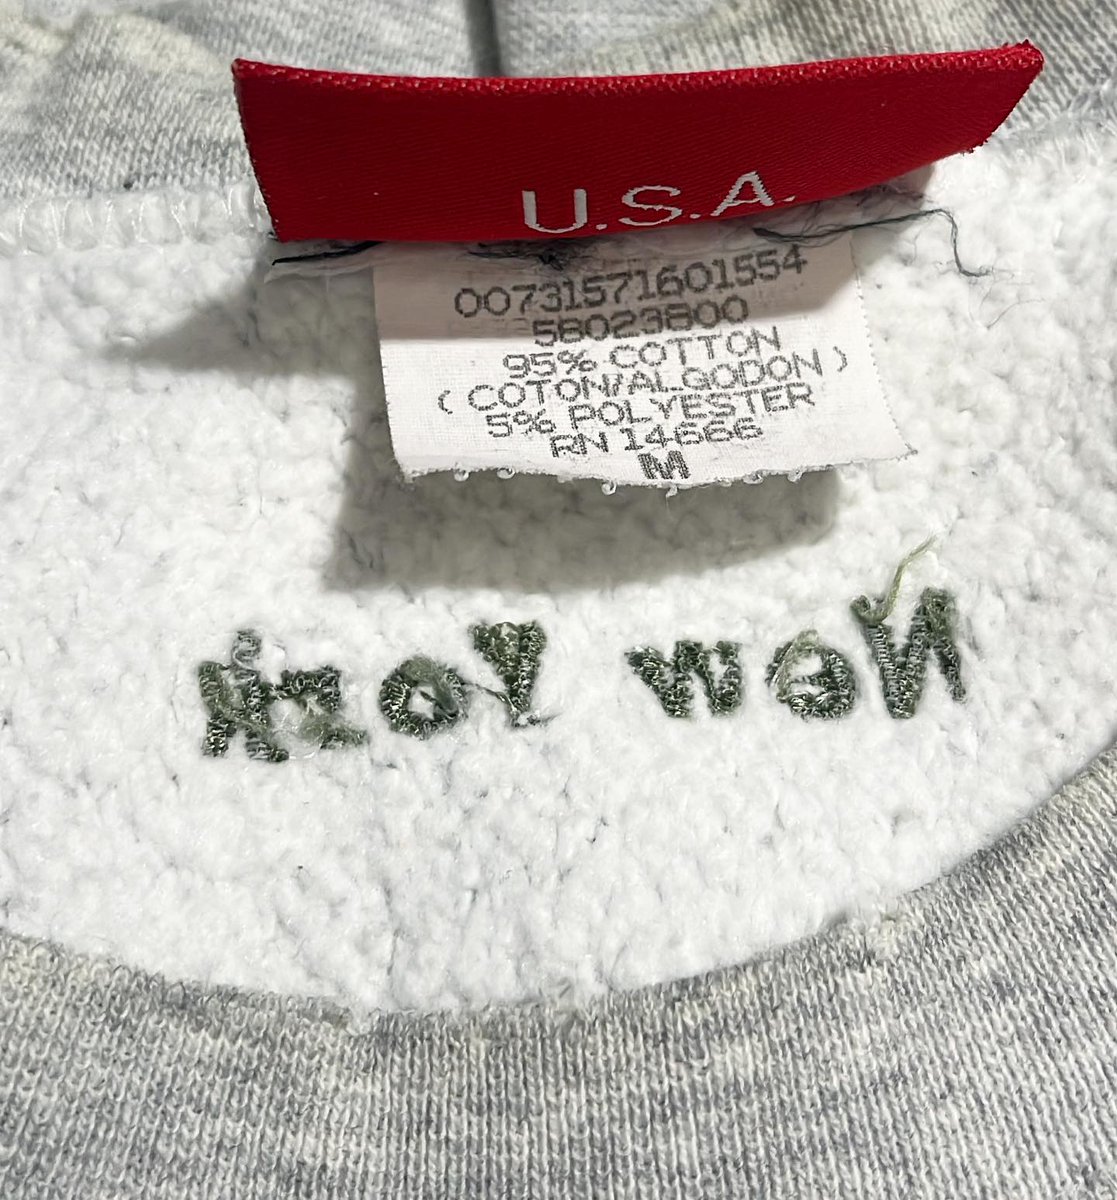 U.S.A.
00731571601554
58023800
95% COTTON
( COTON/ALGODON )
5% POLYESTER
RN 14666
M
New York